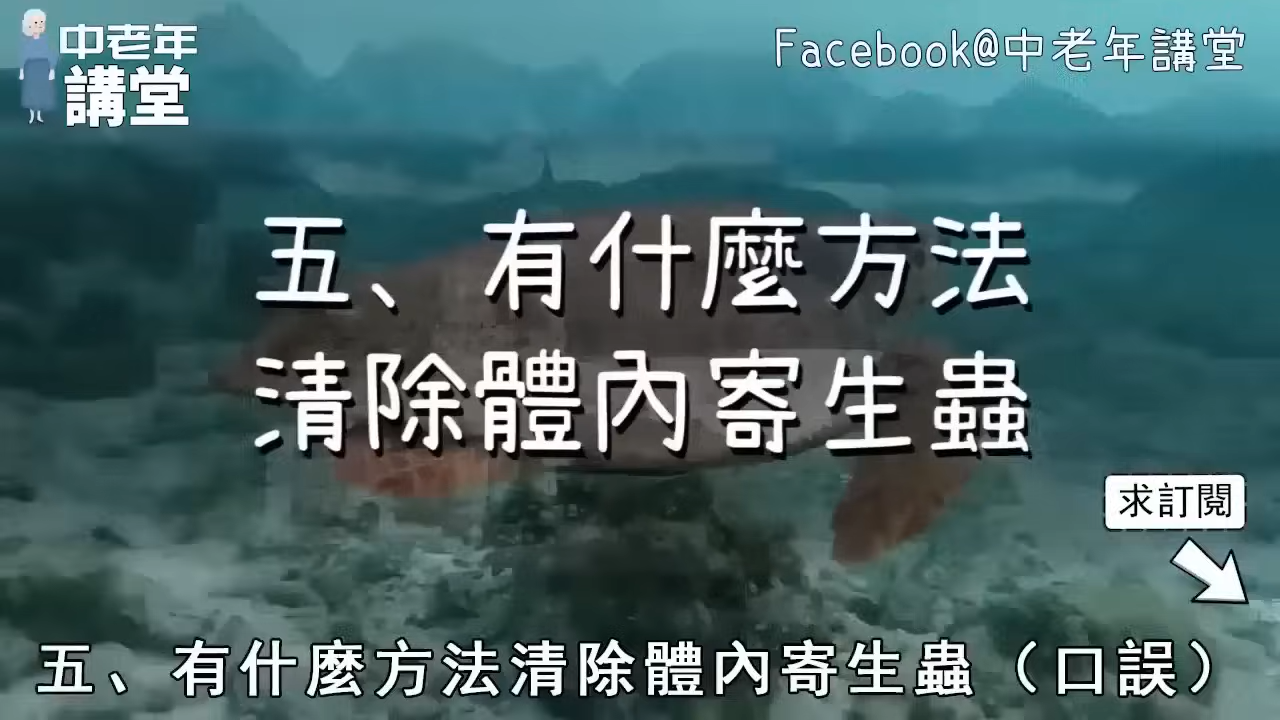 中老年
講堂
Facebook@中老年講堂
五、有什麼方法
清除體內寄生蟲
求訂閱
五、有什麼方法清除體內寄生蟲（口誤）